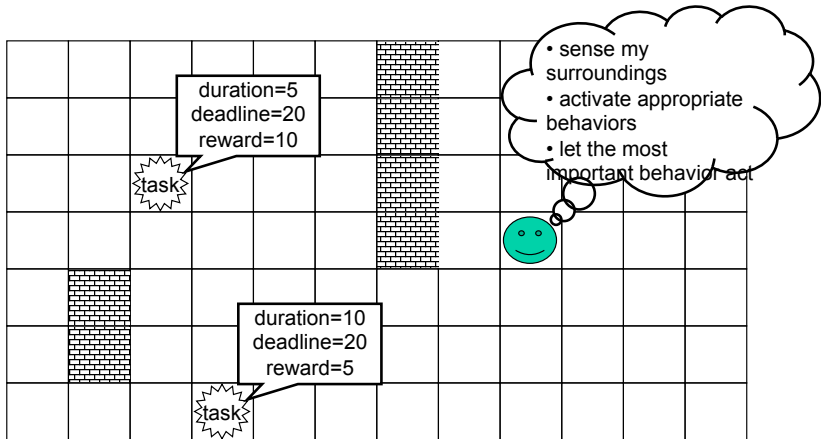 • sense my
surroundings
• activate appropriate
behaviors
• let the most
important behavior act
duration=5
deadline=20
reward=10
task
duration=10
deadline=20
reward=5
task